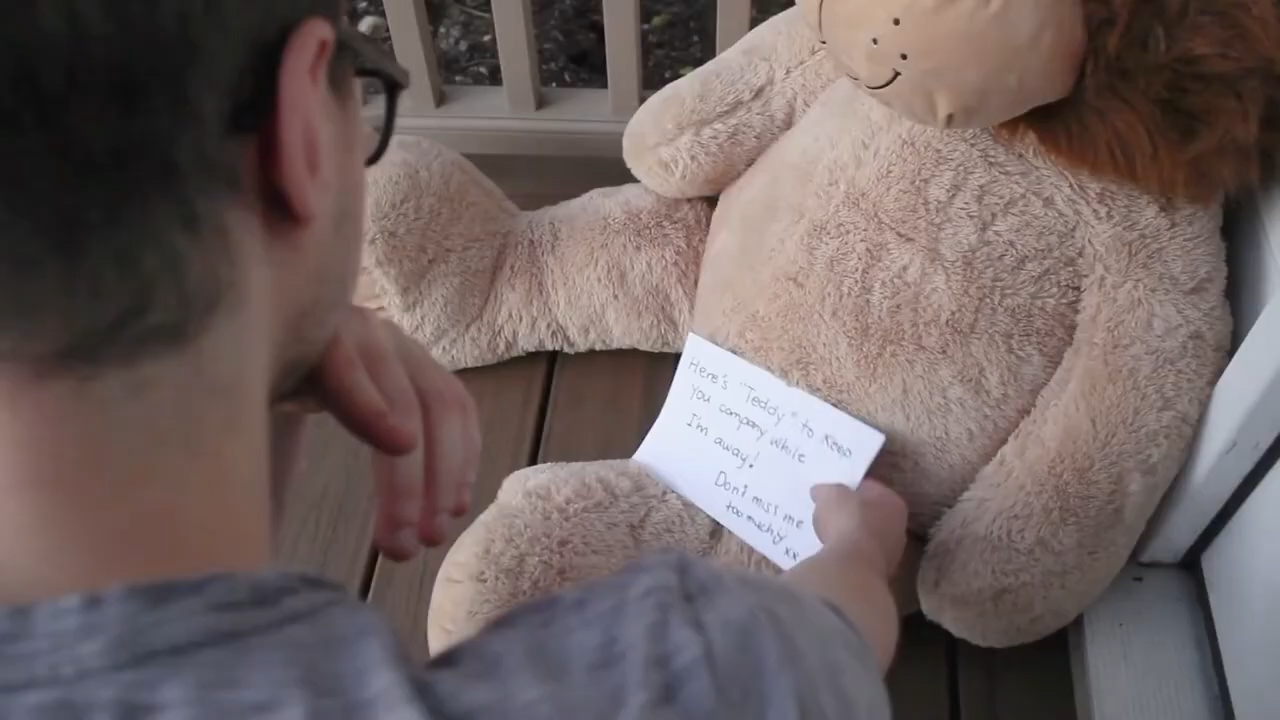 Here's "Teddy" to keep
you company while
I'm away!
Don't miss me
too much
xx